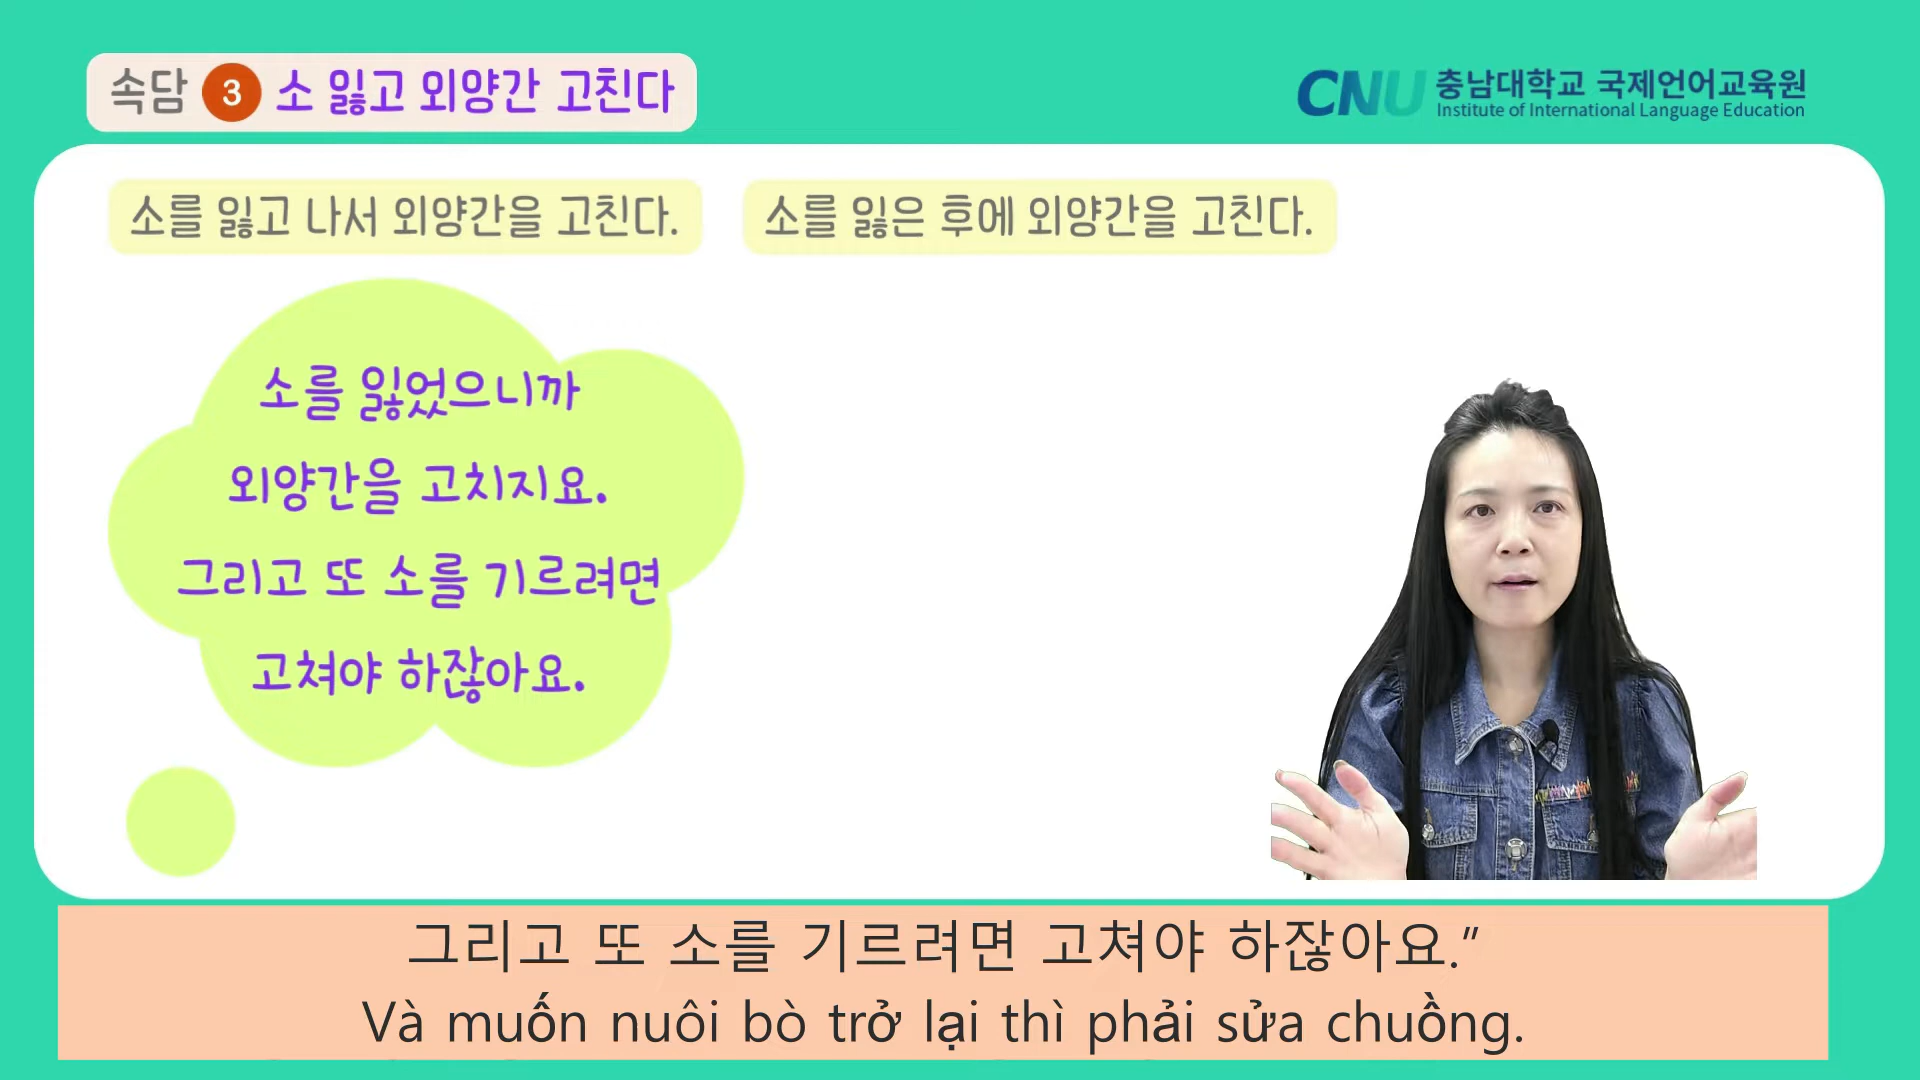 속담 3 소 잃고 외양간 고친다
CNU 충남대학교 국제언어교육원
Institute of International Language Education
소를 잃고 나서 외양간을 고친다.
소를 잃은 후에 외양간을 고친다.
소를 잃었으니까
외양간을 고치지요.
그리고 또 소를 기르려면
고쳐야 하잖아요.
그리고 또 소를 기르려면 고쳐야 하잖아요.”
Và muốn nuôi bò trở lại thì phải sửa chuồng.